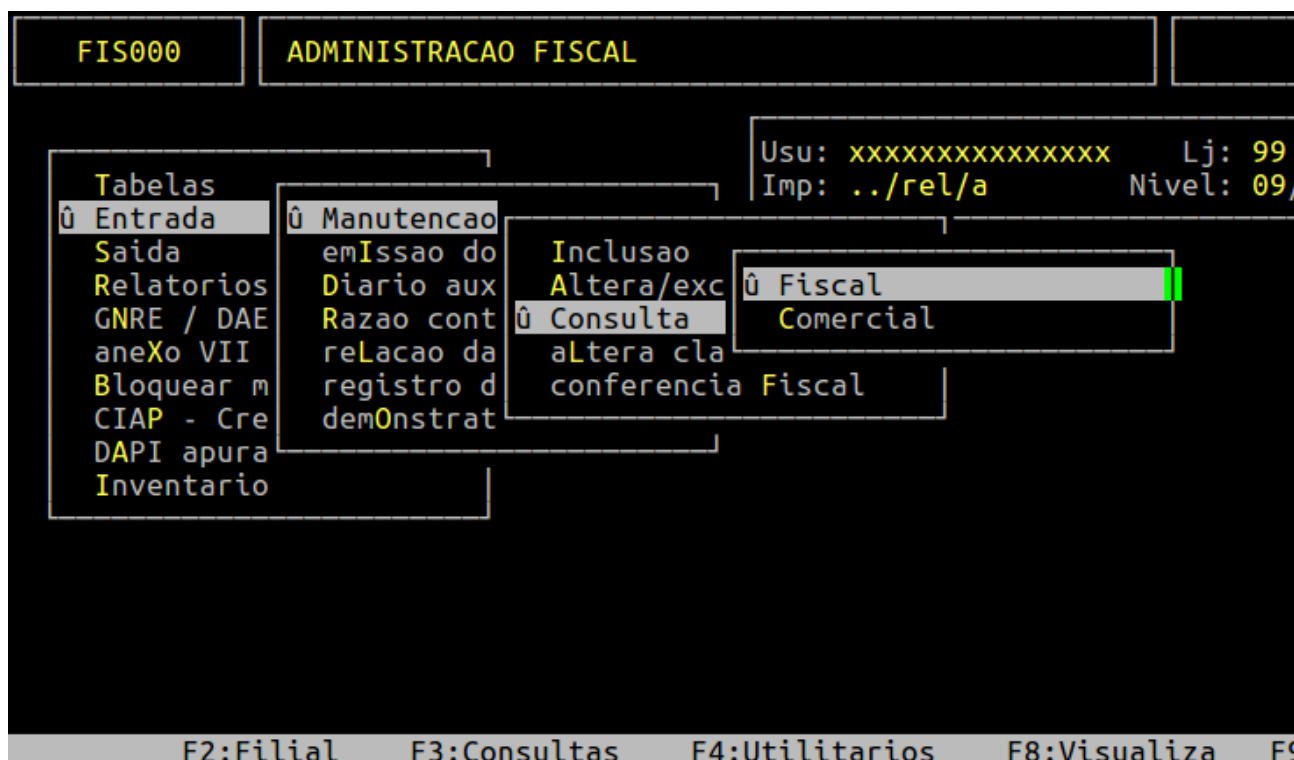 FIS000 ADMINISTRACAO FISCAL
Usu: xxxxxxxxxxxxxxx Lj: 99
Imp: ../rel/a Nivel: 09/
Tabelas
û Entrada
Saida
Relatorios
GNRE / DAE
aneXo VII
Bloquear m
CIAP - Cre
DAPI apura
Inventario
û Manutencao
emIssao do
Diario aux
Razao cont
reLacao da
registro d
demOnstrat
Inclusao
Altera/exc
û Consulta
aLtera cla
conferencia Fiscal
û Fiscal
Comercial
F2:Filial F3:Consultas F4:Utilitarios F8:Visualiza F9